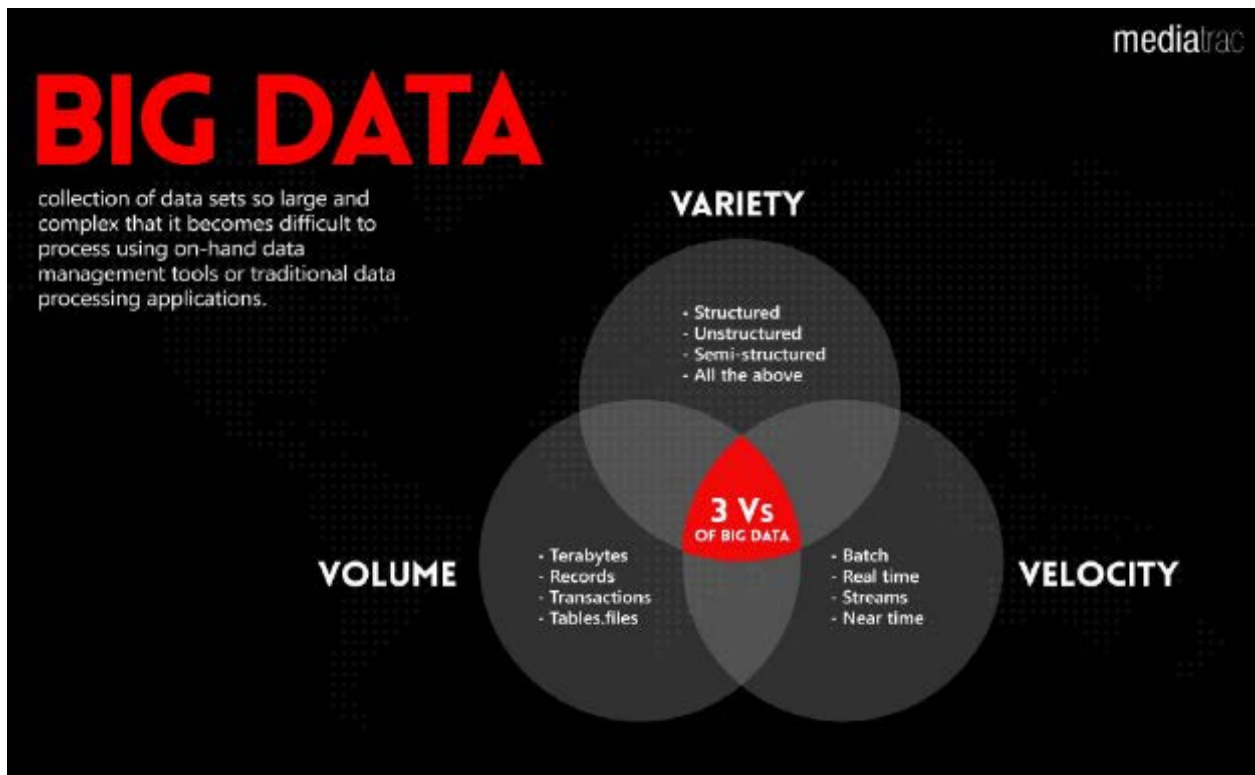 mediatrac
BIG DATA
collection of data sets so large and
complex that it becomes difficult to
process using on-hand data
management tools or traditional data
processing applications.
VARIETY
- Structured
- Unstructured
- Semi-structured
- All the above
3 Vs
OF BIG DATA
VOLUME
- Terabytes
- Records
- Transactions
- Tables.files
- Batch
- Real time
- Streams
- Near time
VELOCITY